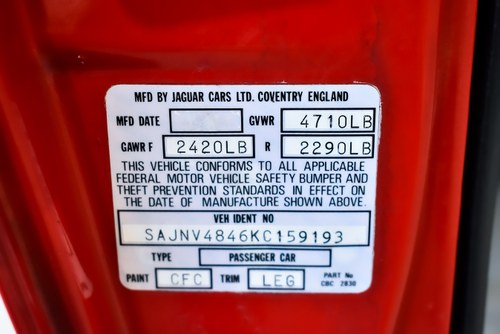 MFD BY JAGUAR CARS LTD. COVENTRY ENGLAND
MFD DATE GVWR 4710LB
GAWR F 2420LB R 2290LB
THIS VEHICLE CONFORMS TO ALL APPLICABLE
FEDERAL MOTOR VEHICLE SAFETY BUMPER AND
THEFT PREVENTION STANDARDS IN EFFECT ON
THE DATE OF MANUFACTURE SHOWN ABOVE.
VEH IDENT NO
SAJNV4846KC159193
TYPE PASSENGER CAR
PAINT CFC TRIM LEG PART No
CBC 2830